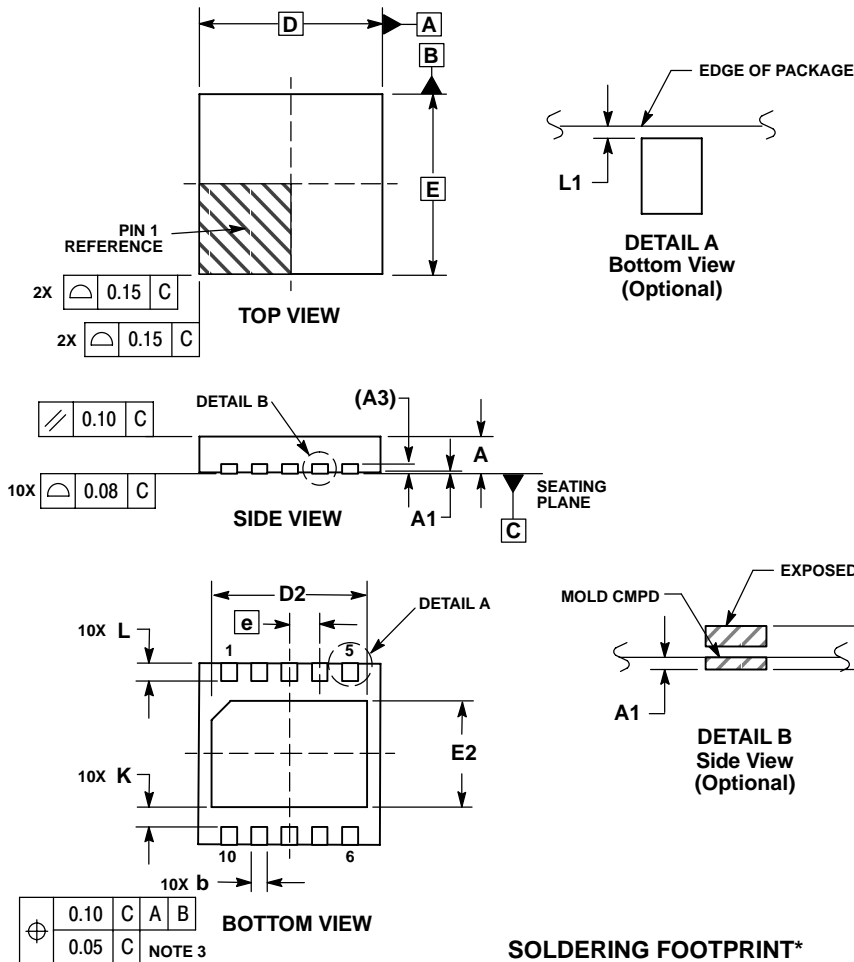 D
A
B
EDGE OF PACKAGE
E
L1
PIN 1
REFERENCE
DETAIL A
Bottom View
(Optional)
2X ⌓ 0.15 C
2X ⌓ 0.15 C
TOP VIEW
DETAIL B
(A3)
⫽ 0.10 C
A
10X ⌓ 0.08 C
SEATING
PLANE
A1
SIDE VIEW
C
D2
DETAIL A
e
10X L
1
5
EXPOSED
MOLD CMPD
E2
A1
DETAIL B
Side View
(Optional)
10X K
10
6
10X b
⌖ 0.10 C A B
0.05 C NOTE 3
BOTTOM VIEW
SOLDERING FOOTPRINT*